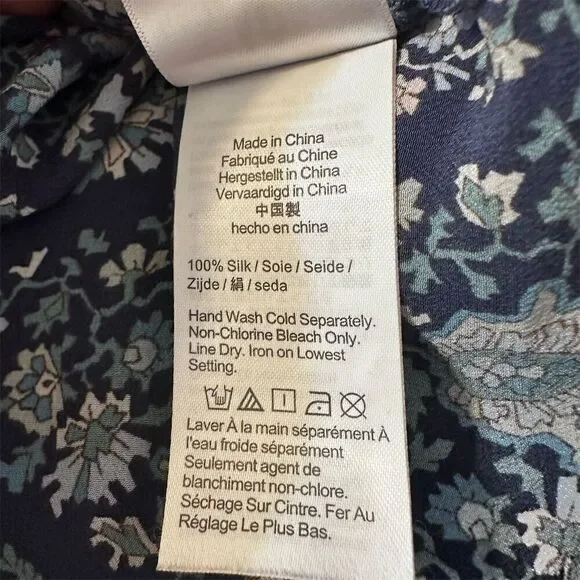 Made in China
Fabriqué au Chine
Hergestellt in China
Vervaardigd in China
中国製
hecho en china
100% Silk / Soie / Seide /
Zijde / 絹 / seda
Hand Wash Cold Separately.
Non-Chlorine Bleach Only.
Line Dry. Iron on Lowest
Setting.
Laver À la main séparément À
l'eau froide séparément
Seulement agent de
blanchiment non-chlore.
Séchage Sur Cintre. Fer Au
Réglage Le Plus Bas.